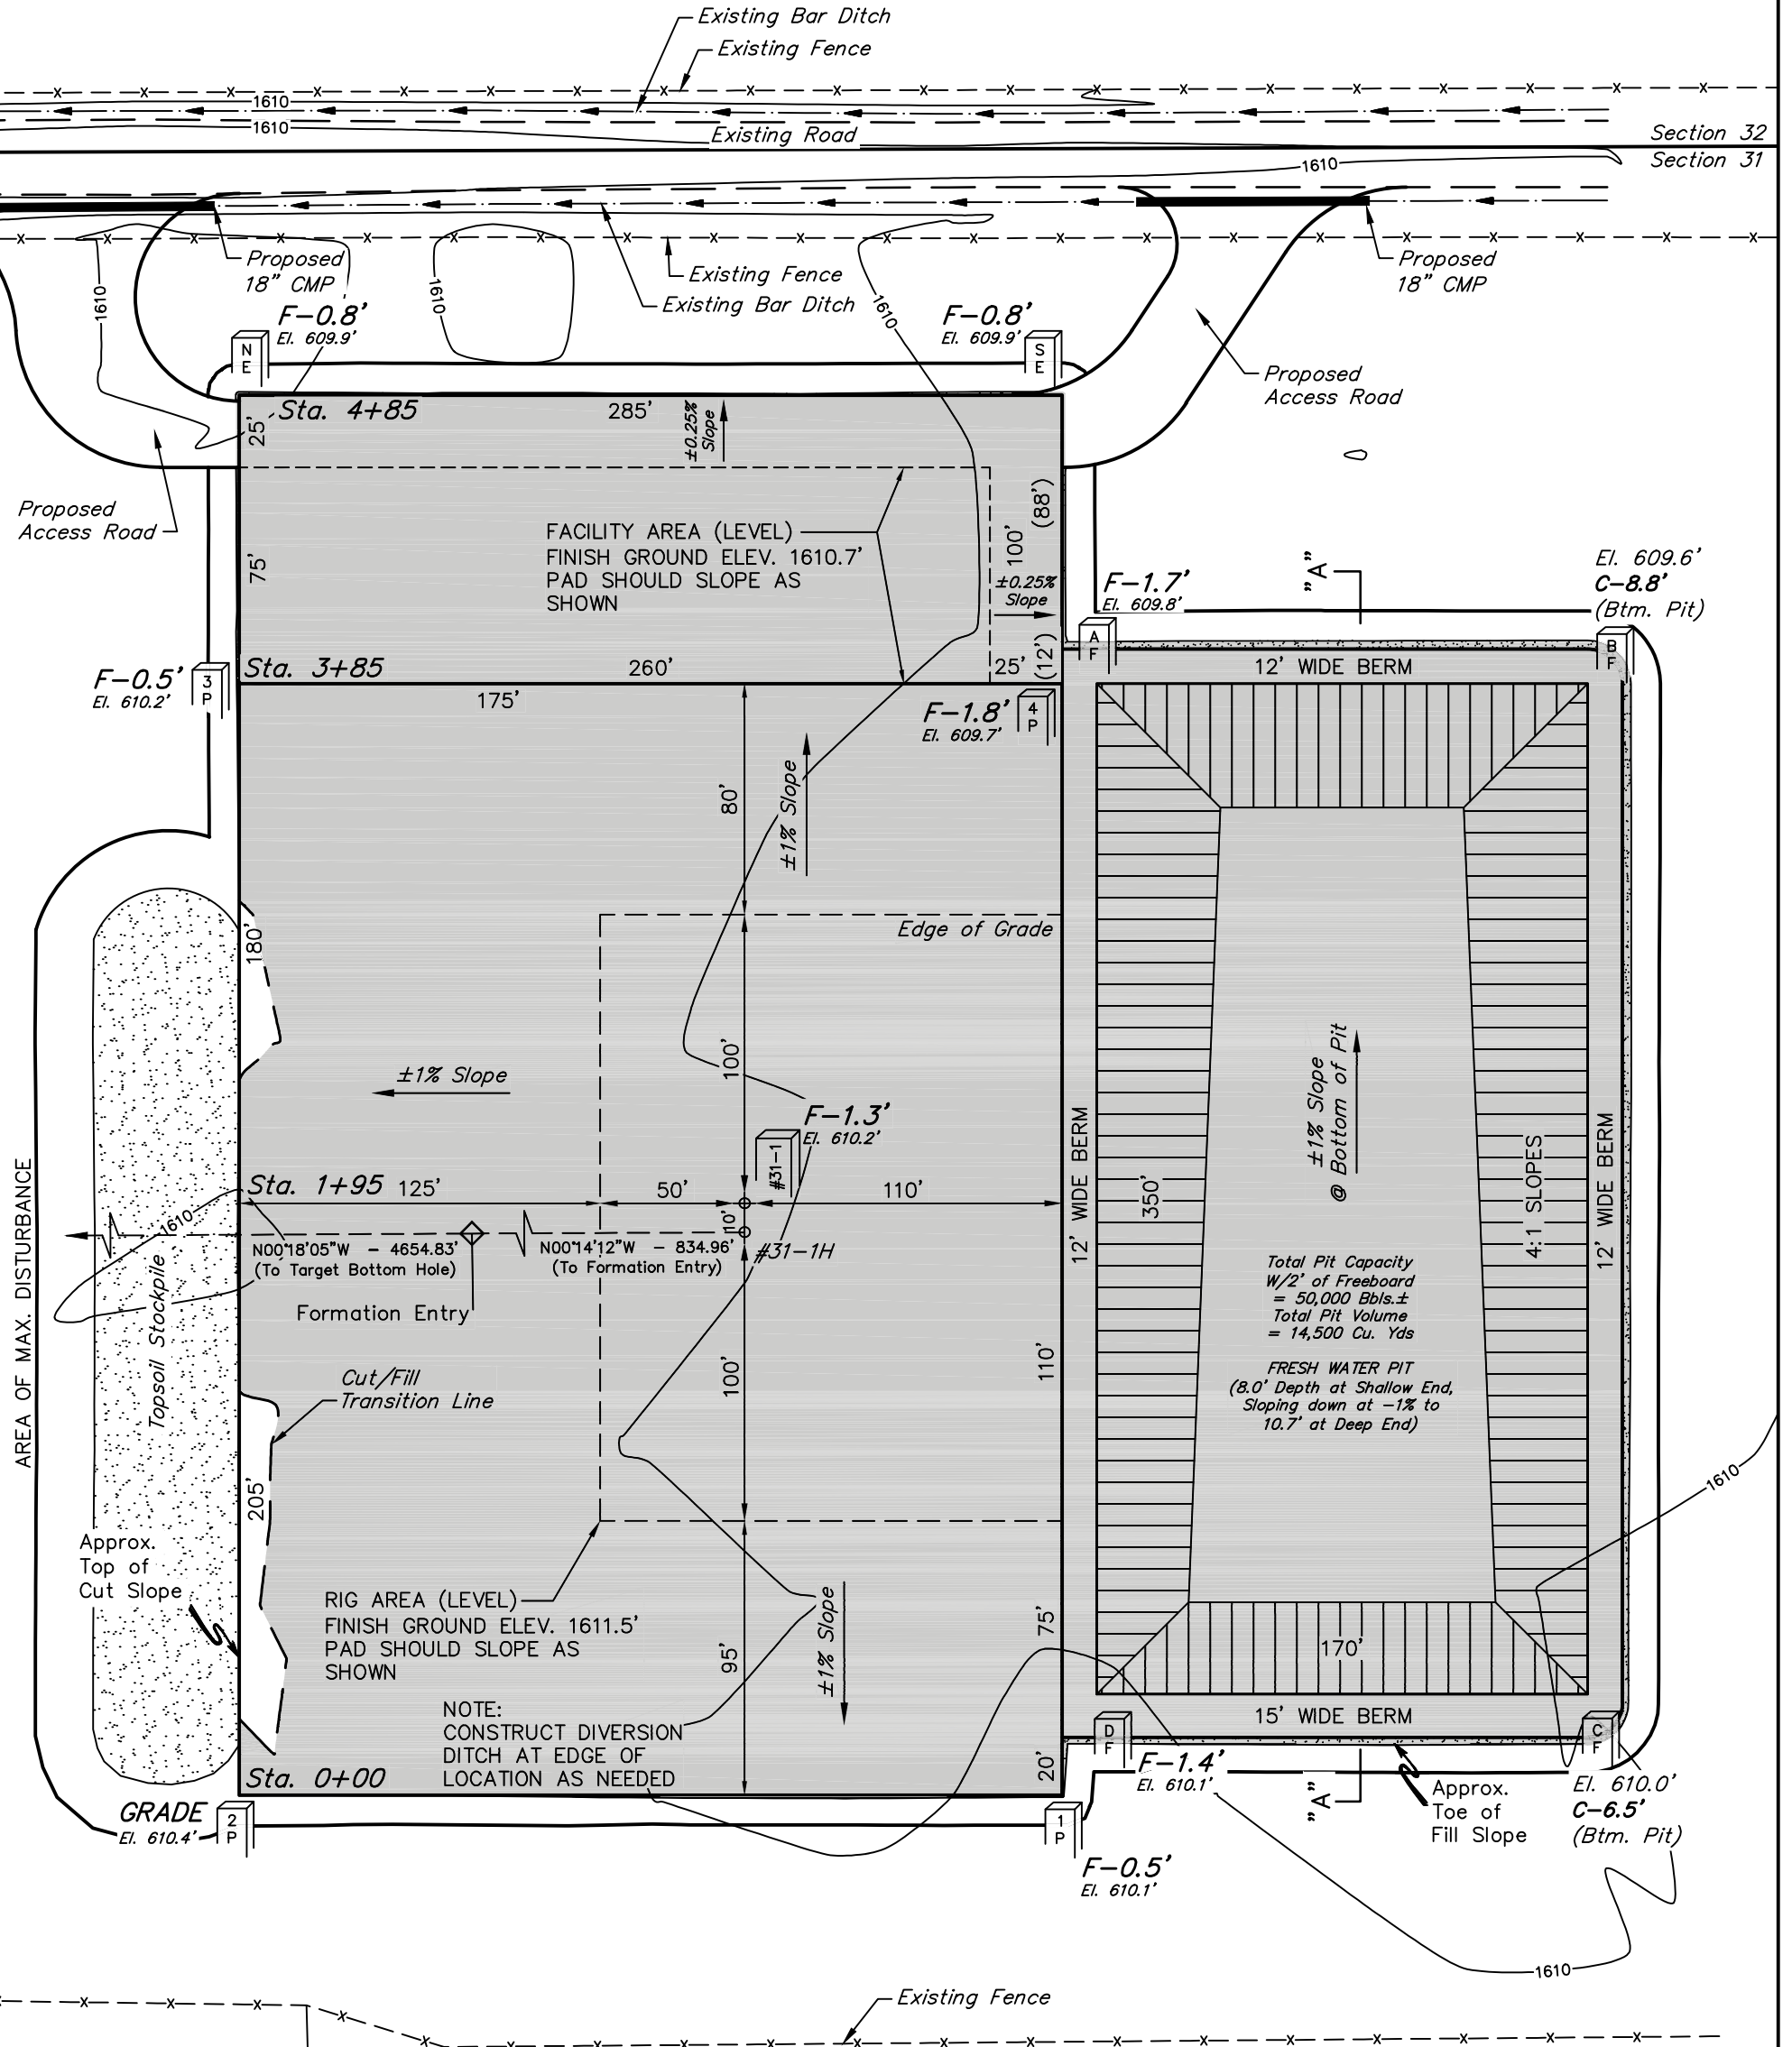 Existing Bar Ditch
Existing Fence
1610
1610
Existing Road
Section 32
1610
Section 31
Proposed
18" CMP
Existing Fence
Existing Bar Ditch
Proposed
18" CMP
1610
1610
1610
F-0.8'
El. 609.9'
F-0.8'
El. 609.9'
N
E
S
E
Proposed
Access Road
Sta. 4+85
285'
±0.25%
Slope
25'
Proposed
Access Road
FACILITY AREA (LEVEL)
FINISH GROUND ELEV. 1610.7'
PAD SHOULD SLOPE AS
SHOWN
75'
100'
(88')
±0.25%
Slope
F-1.7'
El. 609.8'
"A"
El. 609.6'
C-8.8'
(Btm. Pit)
A
F
B
F
F-0.5'
El. 610.2'
3
P
Sta. 3+85
260'
25'
(12')
12' WIDE BERM
175'
F-1.8'
El. 609.7'
4
P
80'
±1% Slope
180'
Edge of Grade
100'
±1% Slope
±1% Slope
@ Bottom of Pit
F-1.3'
El. 610.2'
#31-1
AREA OF MAX. DISTURBANCE
Sta. 1+95
125'
50'
110'
12' WIDE BERM
350'
4:1 SLOPES
12' WIDE BERM
1610
10'
N00°18'05"W - 4654.83'
(To Target Bottom Hole)
N00°14'12"W - 834.96'
(To Formation Entry)
#31-1H
Topsoil Stockpile
Formation Entry
Total Pit Capacity
W/2' of Freeboard
= 50,000 Bbls.±
Total Pit Volume
= 14,500 Cu. Yds
FRESH WATER PIT
(8.0' Depth at Shallow End,
Sloping down at -1% to
10.7' at Deep End)
Cut/Fill
Transition Line
100'
110'
1610
205'
Approx.
Top of
Cut Slope
RIG AREA (LEVEL)
FINISH GROUND ELEV. 1611.5'
PAD SHOULD SLOPE AS
SHOWN
95'
±1% Slope
75'
170'
NOTE:
CONSTRUCT DIVERSION
DITCH AT EDGE OF
LOCATION AS NEEDED
15' WIDE BERM
D
F
C
F
Sta. 0+00
20'
F-1.4'
El. 610.1'
"A"
Approx.
Toe of
Fill Slope
El. 610.0'
C-6.5'
(Btm. Pit)
GRADE
El. 610.4'
2
P
1
P
F-0.5'
El. 610.1'
1610
Existing Fence